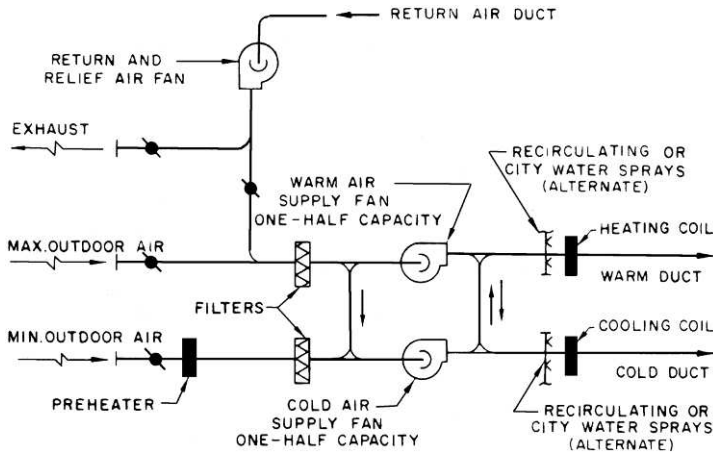 RETURN AIR DUCT
RETURN AND
RELIEF AIR FAN
EXHAUST
RECIRCULATING OR
CITY WATER SPRAYS
(ALTERNATE)
WARM AIR
SUPPLY FAN
ONE-HALF CAPACITY
HEATING COIL
MAX. OUTDOOR AIR
WARM DUCT
FILTERS
MIN. OUTDOOR AIR
COOLING COIL
COLD DUCT
PREHEATER
COLD AIR
SUPPLY FAN
ONE-HALF CAPACITY
RECIRCULATING OR
CITY WATER SPRAYS
(ALTERNATE)